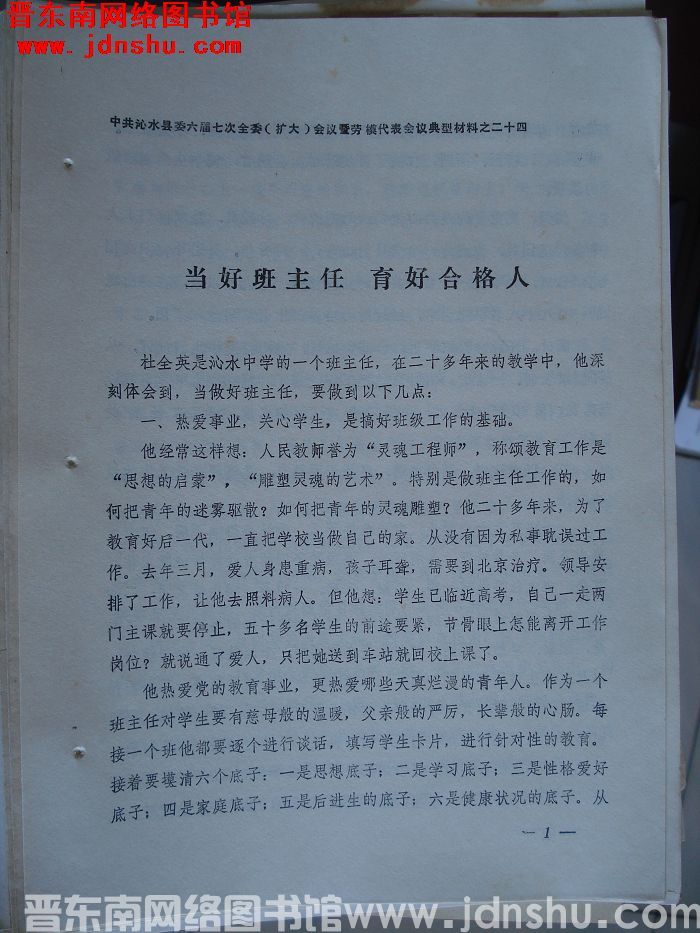 晋东南网络图书馆
www.jdnshu.com
中共沁水县委六届七次全委（扩大）会议暨劳模代表会议典型材料之二十四
当好班主任 育好合格人
杜全英是沁水中学的一个班主任，在二十多年来的教学中，他深
刻体会到，当做好班主任，要做到以下几点：
一、热爱事业，关心学生，是搞好班级工作的基础。
他经常这样想：人民教师誉为“灵魂工程师”，称颂教育工作是
“思想的启蒙”，“雕塑灵魂的艺术”。特别是做班主任工作的，如
何把青年的迷雾驱散？如何把青年的灵魂雕塑？他二十多年来，为了
教育好后一代，一直把学校当做自己的家。从没有因为私事耽误过工
作。去年三月，爱人身患重病，孩子耳聋，需要到北京治疗。领导安
排了工作，让他去照料病人。但他想：学生已临近高考，自己一走两
门主课就要停止，五十多名学生的前途要紧，节骨眼上怎能离开工作
岗位？就说通了爱人，只把她送到车站就回校上课了。
他热爱党的教育事业，更热爱哪些天真烂漫的青年人。作为一个
班主任对学生要有慈母般的温暖，父亲般的严厉，长辈般的心肠。每
接一个班他都要逐个进行谈话，填写学生卡片，进行针对性的教育。
接着要摸清六个底子：一是思想底子；二是学习底子；三是性格爱好
底子；四是家庭底子；五是后进生的底子；六是健康状况的底子。从
— 1 —
晋东南网络图书馆 www.jdnshu.com